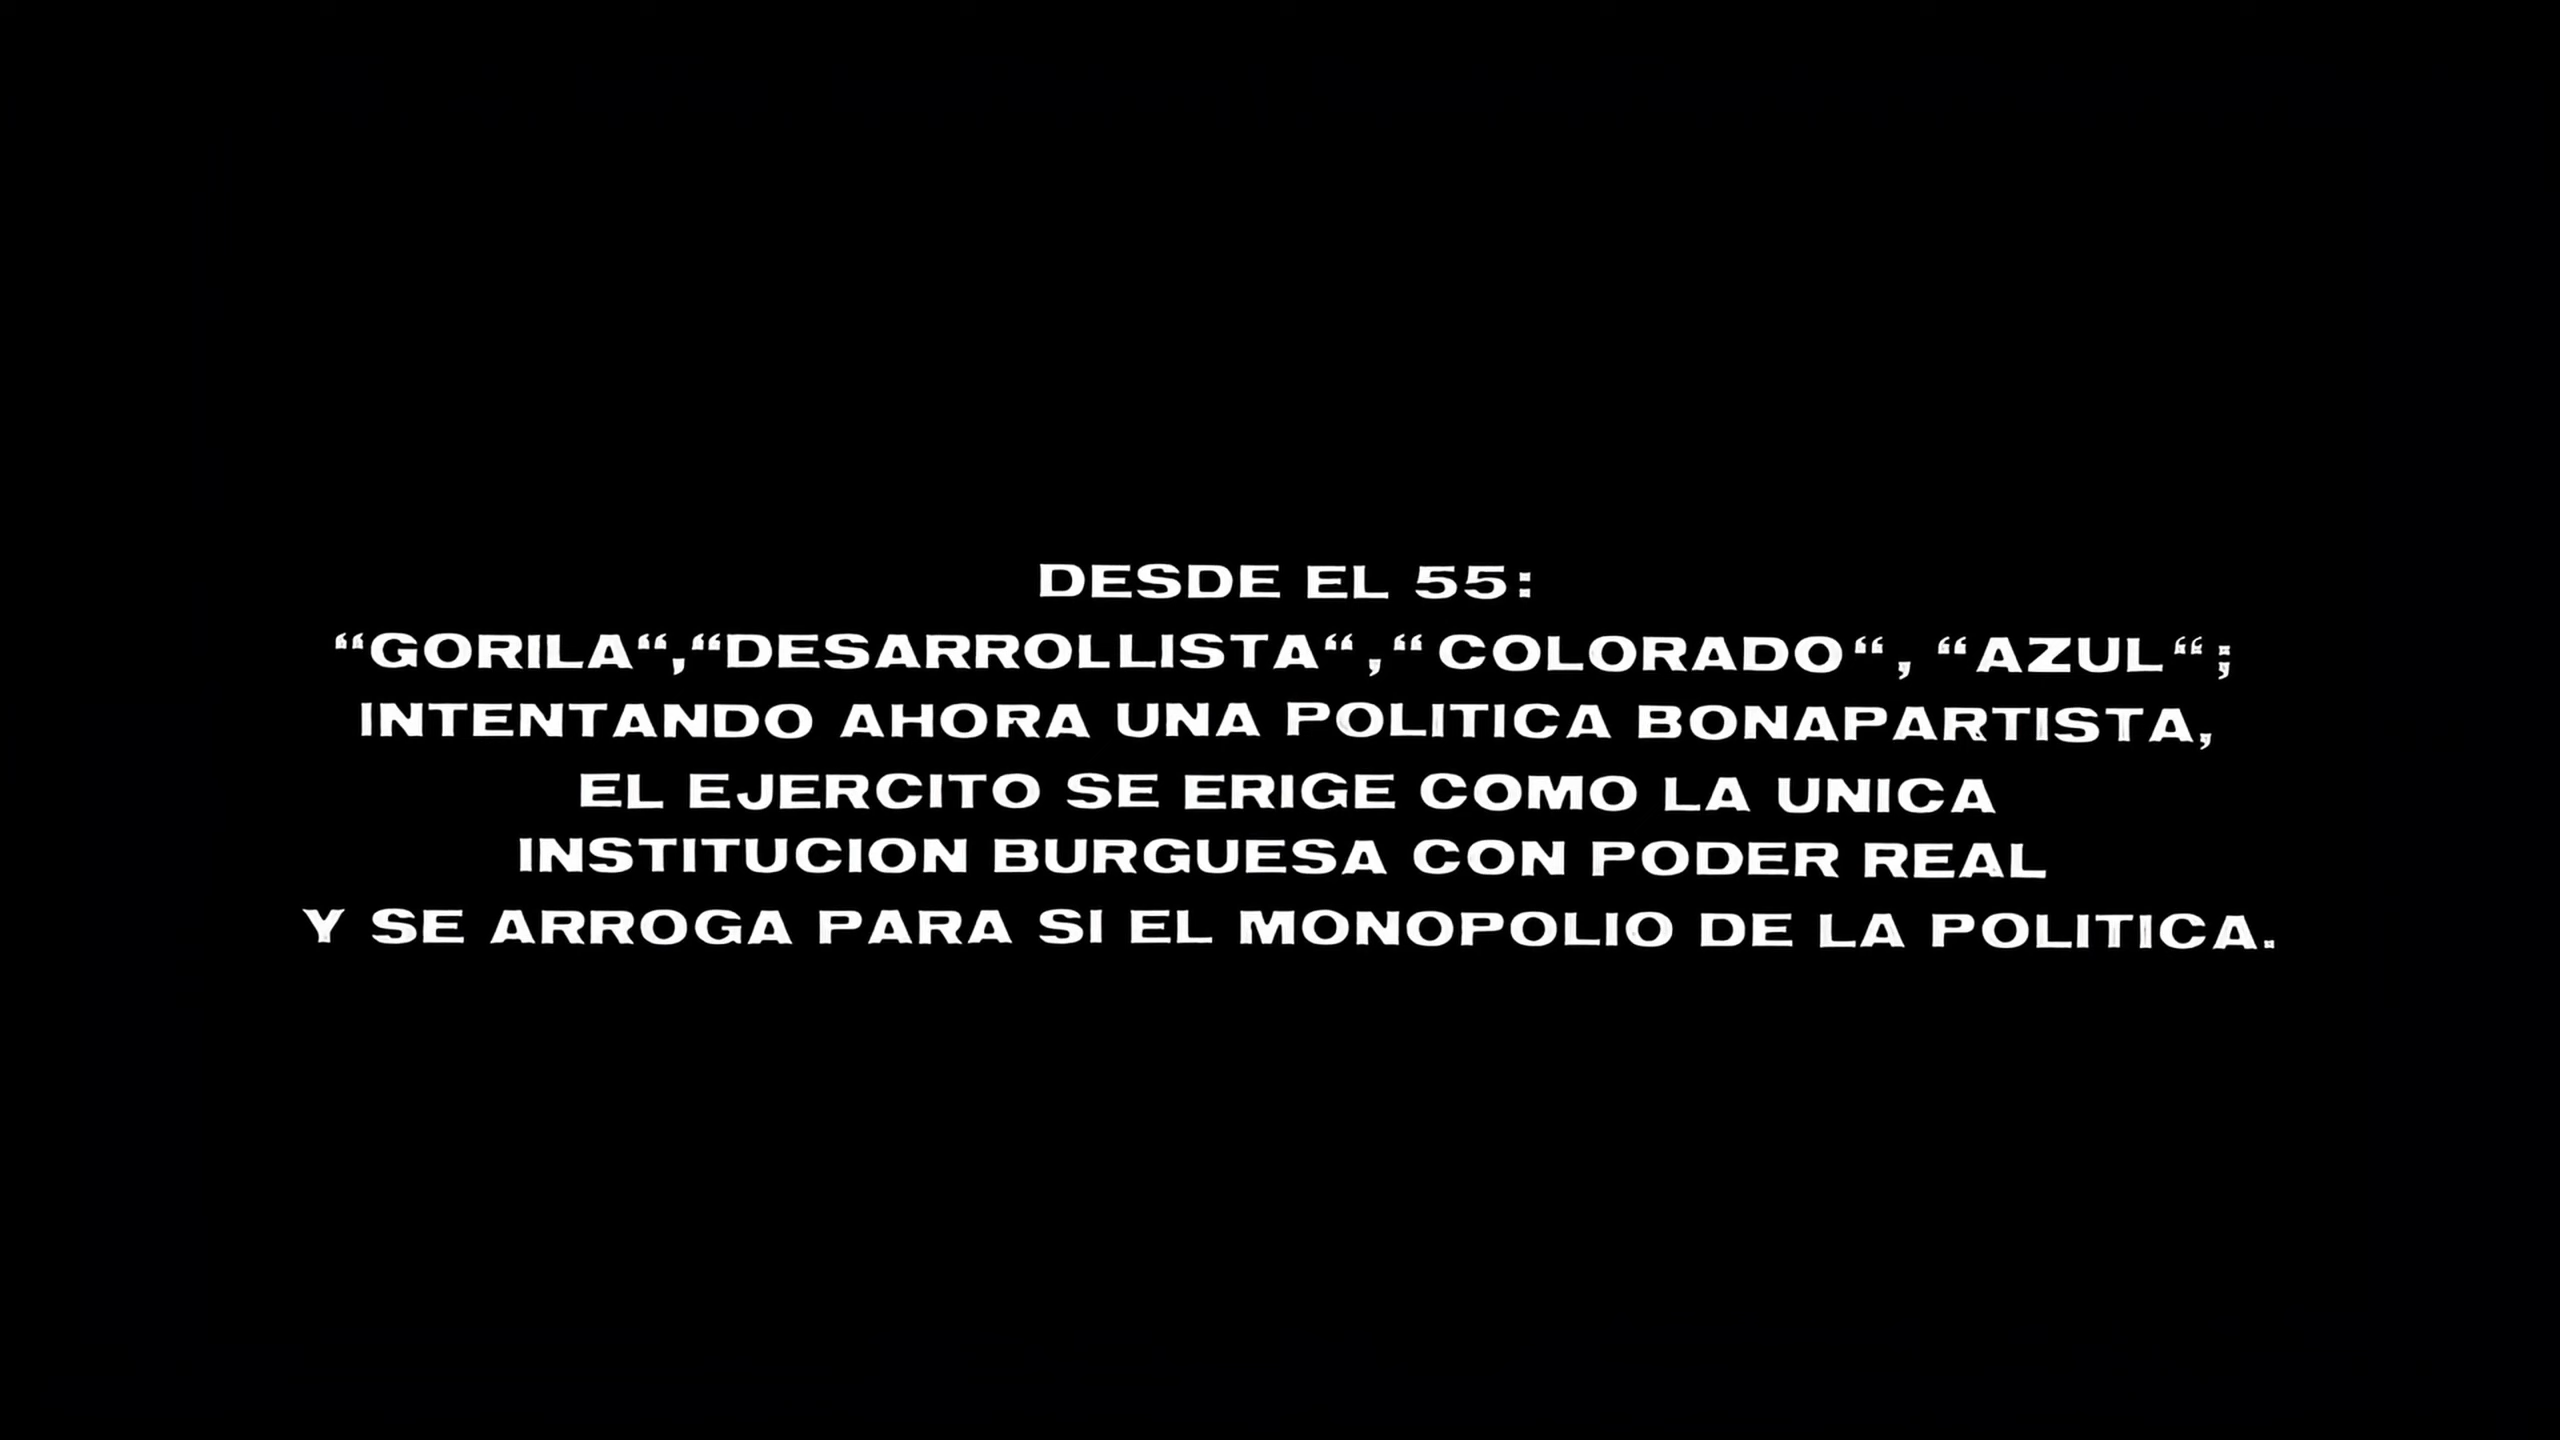 DESDE EL 55:
“GORILA“,“DESARROLLISTA“,“COLORADO“, “AZUL“;
INTENTANDO AHORA UNA POLITICA BONAPARTISTA,
EL EJERCITO SE ERIGE COMO LA UNICA
INSTITUCION BURGUESA CON PODER REAL
Y SE ARROGA PARA SI EL MONOPOLIO DE LA POLITICA.